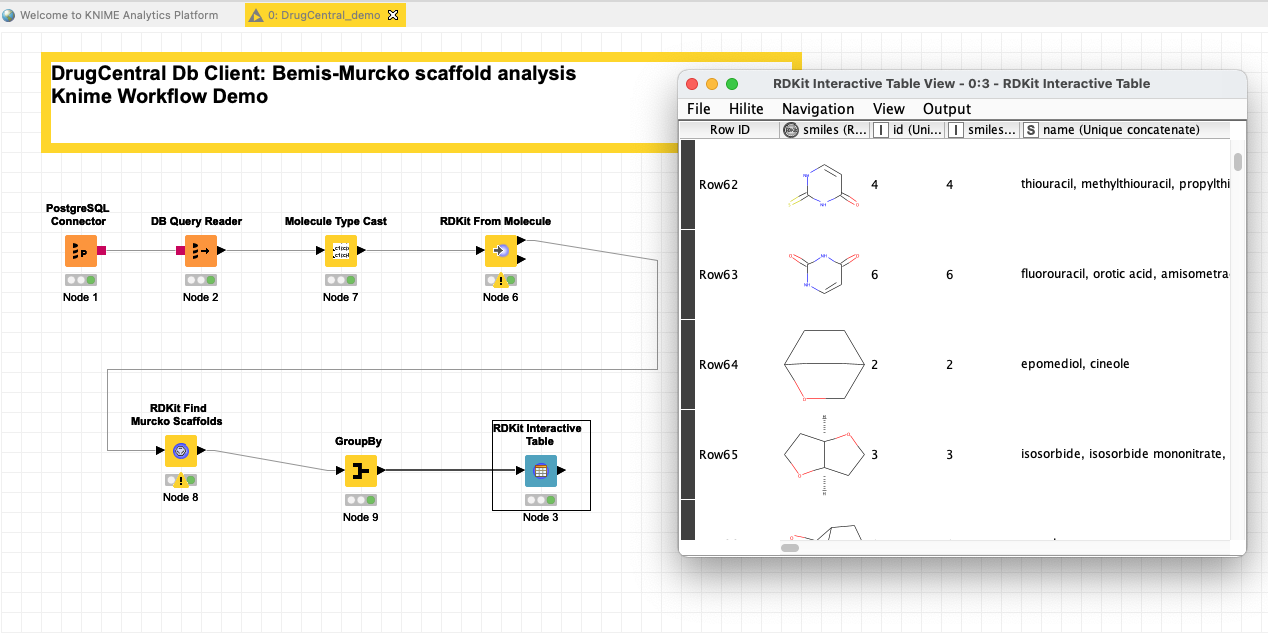 Welcome to KNIME Analytics Platform
0: DrugCentral_demo
DrugCentral Db Client: Bemis-Murcko scaffold analysis
Knime Workflow Demo
PostgreSQL
Connector
Node 1
DB Query Reader
Node 2
Molecule Type Cast
Node 7
RDKit From Molecule
Node 6
RDKit Find
Murcko Scaffolds
Node 8
GroupBy
Node 9
RDKit Interactive
Table
Node 3
RDKit Interactive Table View - 0:3 - RDKit Interactive Table
File Hilite Navigation View Output
Row ID smiles (R... I id (Uni... I smiles... S name (Unique concatenate)
Row62 4 4 thiouracil, methylthiouracil, propylthi
Row63 6 6 fluorouracil, orotic acid, amisometra
Row64 2 2 epomediol, cineole
Row65 3 3 isosorbide, isosorbide mononitrate,